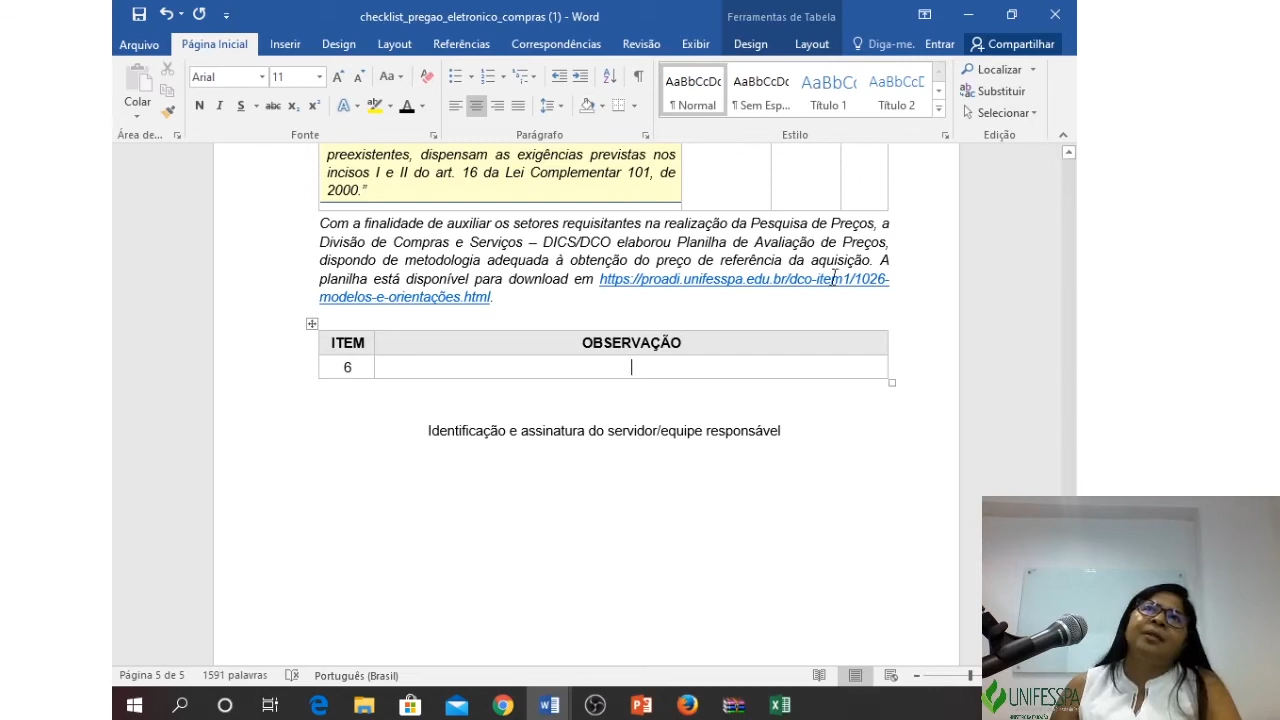 checklist_pregao_eletronico_compras (1) - Word
Ferramentas de Tabela
Arquivo Página Inicial Inserir Design Layout Referências Correspondências Revisão Exibir Design Layout Diga-me. Entrar Compartilhar
Colar
Arial 11
Aa
N I S abc x₂ x² A A
AaBbCcDc AaBbCcDc AaBbCc AaBbCcD
¶ Normal ¶ Sem Esp... Título 1 Título 2
Localizar
Substituir
Selecionar
Área de... Fonte Parágrafo Estilo Edição
preexistentes, dispensam as exigências previstas nos
incisos I e II do art. 16 da Lei Complementar 101, de
2000.”
Com a finalidade de auxiliar os setores requisitantes na realização da Pesquisa de Preços, a
Divisão de Compras e Serviços – DICS/DCO elaborou Planilha de Avaliação de Preços,
dispondo de metodologia adequada à obtenção do preço de referência da aquisição. A
planilha está disponível para download em https://proadi.unifesspa.edu.br/dco-item1/1026-
modelos-e-orientações.html.
ITEM OBSERVAÇÃO
6
Identificação e assinatura do servidor/equipe responsável
Página 5 de 5 1591 palavras Português (Brasil)
UNIFESSPA